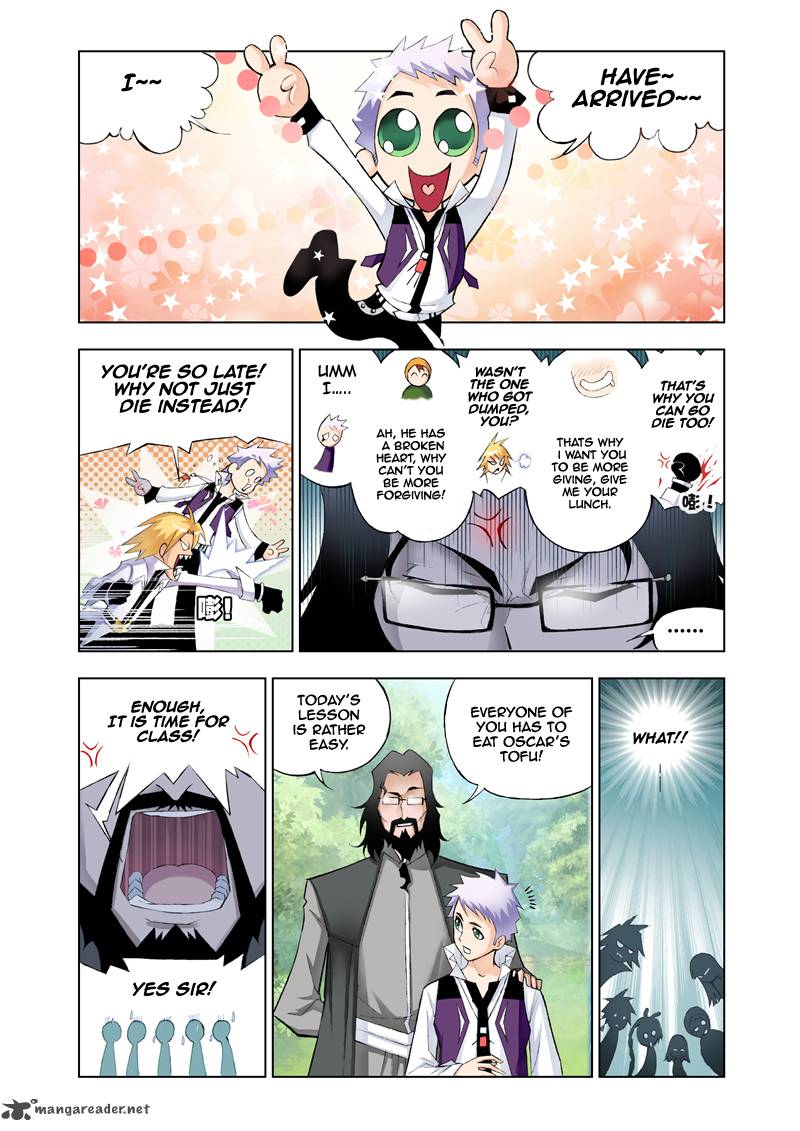 I~~
HAVE~
ARRIVED~~
YOU'RE SO LATE!
WHY NOT JUST
DIE INSTEAD!
嘭!
UMM
I.....
AH, HE HAS
A BROKEN
HEART, WHY
CAN'T YOU
BE MORE
FORGIVING!
WASN'T
THE ONE
WHO GOT
DUMPED,
YOU?
THATS WHY
I WANT YOU
TO BE MORE
GIVING, GIVE
ME YOUR
LUNCH.
THAT'S
WHY YOU
CAN GO
DIE TOO!
嘭!
......
ENOUGH,
IT IS TIME FOR
CLASS!
YES SIR!
TODAY'S
LESSON
IS RATHER
EASY.
EVERYONE
OF YOU HAS TO
EAT OSCAR'S
TOFU!
WHAT!!
mangareader.net